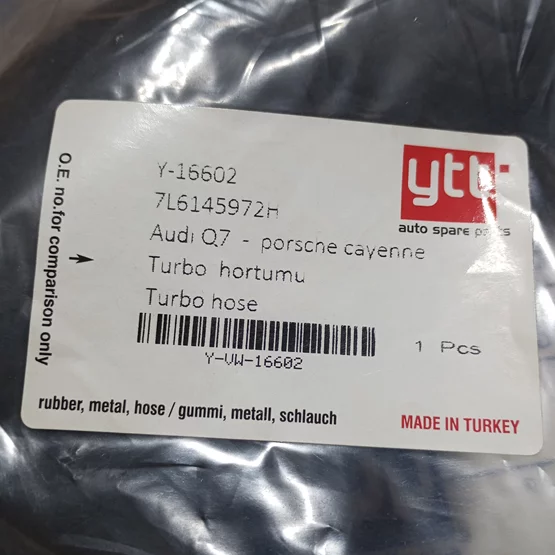 Y-16602
7L6145972H
Audi Q7 - porsche cayenne
Turbo hortumu
Turbo hose
Y-VW-16602
1 Pcs
ytt
auto spare parts
O.E. no.for comparison only
rubber, metal, hose / gummi, metall, schlauch
MADE IN TURKEY